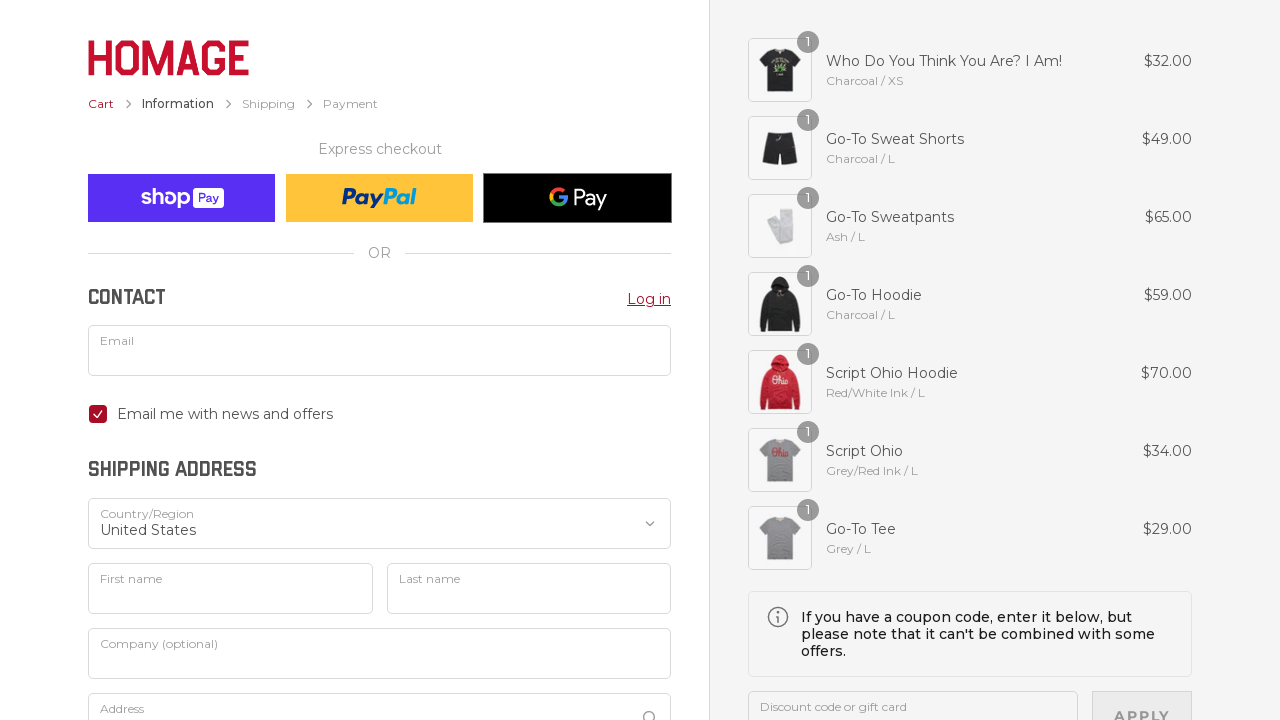 HOMAGE
Cart
Information
Shipping
Payment
Express checkout
shop Pay
PayPal
G Pay
OR
CONTACT
Log in
Email
Email me with news and offers
SHIPPING ADDRESS
Country/Region
United States
First name
Last name
Company (optional)
Address
1
Who Do You Think You Are? I Am!
$32.00
Charcoal / XS
1
Go-To Sweat Shorts
$49.00
Charcoal / L
1
Go-To Sweatpants
$65.00
Ash / L
1
Go-To Hoodie
$59.00
Charcoal / L
1
Ohio
Script Ohio Hoodie
$70.00
Red/White Ink / L
1
Ohio
Script Ohio
$34.00
Grey/Red Ink / L
1
Go-To Tee
$29.00
Grey / L
If you have a coupon code, enter it below, but
please note that it can't be combined with some
offers.
Discount code or gift card
APPLY